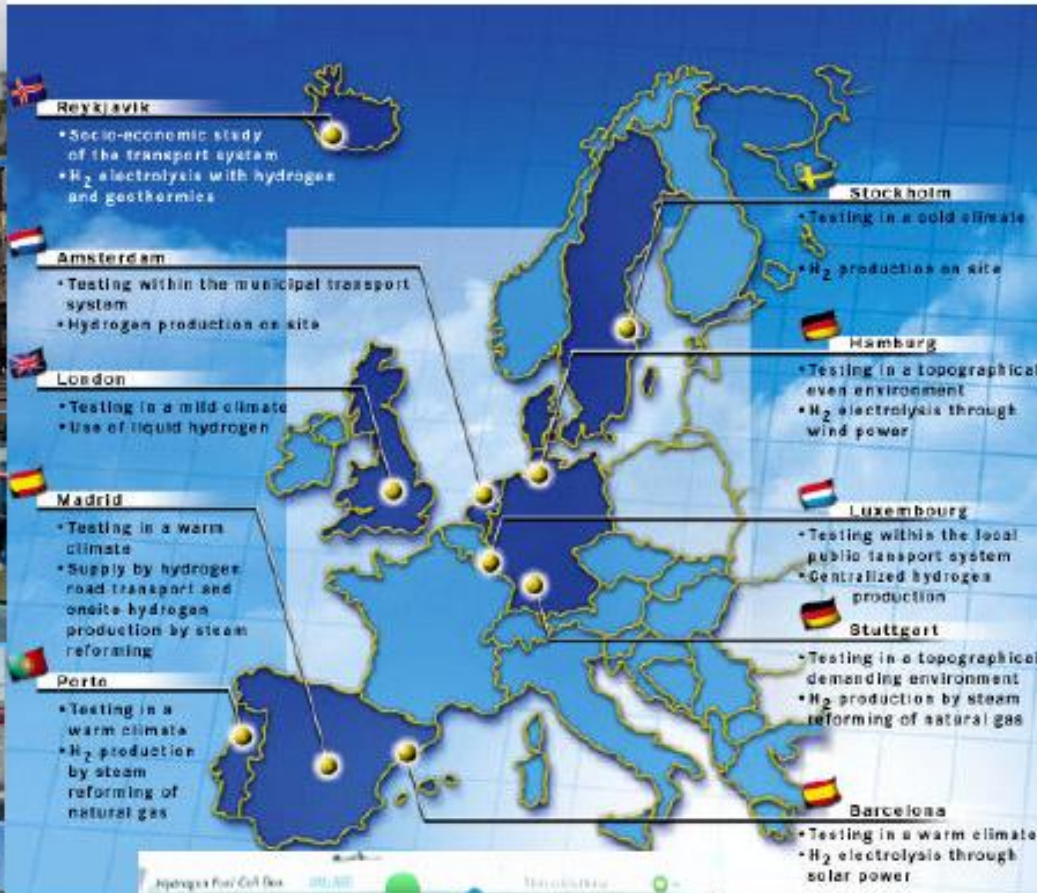 Reykjavik
• Socio-economic study
of the transport system
• H₂ electrolysis with hydrogen
and geothermics
Amsterdam
• Testing within the municipal transport
system
• Hydrogen production on site
London
• Testing in a mild climate
• Use of liquid hydrogen
Madrid
• Testing in a warm
climate
• Supply by hydrogen
road transport and
onsite hydrogen
production by steam
reforming
Porto
• Testing in a
warm climate
• H₂ production
by steam
reforming of
natural gas
Stockholm
• Testing in a cold climate
• H₂ production on site
Hamburg
• Testing in a topographical
even environment
• H₂ electrolysis through
wind power
Luxembourg
• Testing within the local
public tansport system
• Centralized hydrogen
production
Stuttgart
• Testing in a topographical
demanding environment
• H₂ production by steam
reforming of natural gas
Barcelona
• Testing in a warm climate
• H₂ electrolysis through
solar power
Hydrogen Fuel Cell Bus